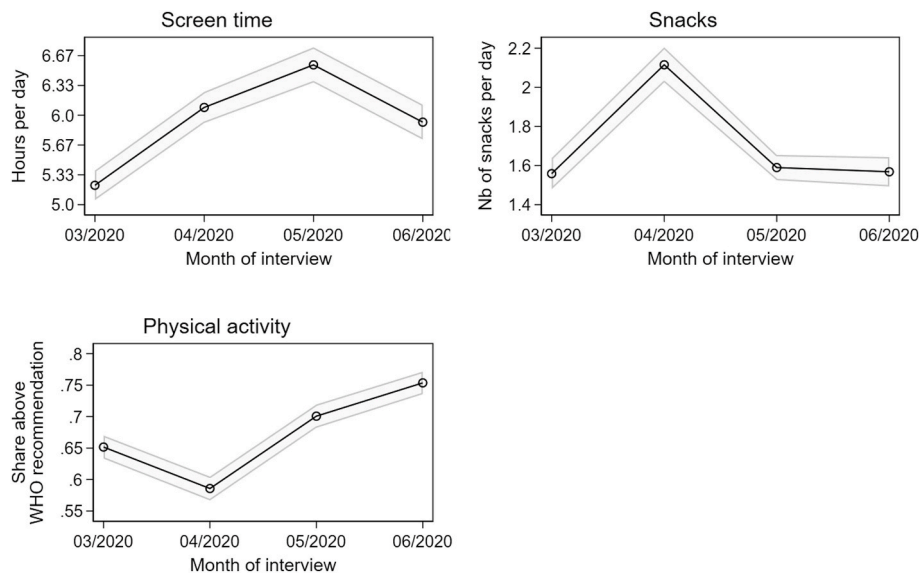 Screen time
Hours per day
6.67
6.33
6.0
5.67
5.33
5.0
03/2020 04/2020 05/2020 06/2020
Month of interview
Snacks
Nb of snacks per day
2.2
2
1.8
1.6
1.4
03/2020 04/2020 05/2020 06/2020
Month of interview
Physical activity
Share above
WHO recommendation
.8
.75
.7
.65
.6
.55
03/2020 04/2020 05/2020 06/2020
Month of interview